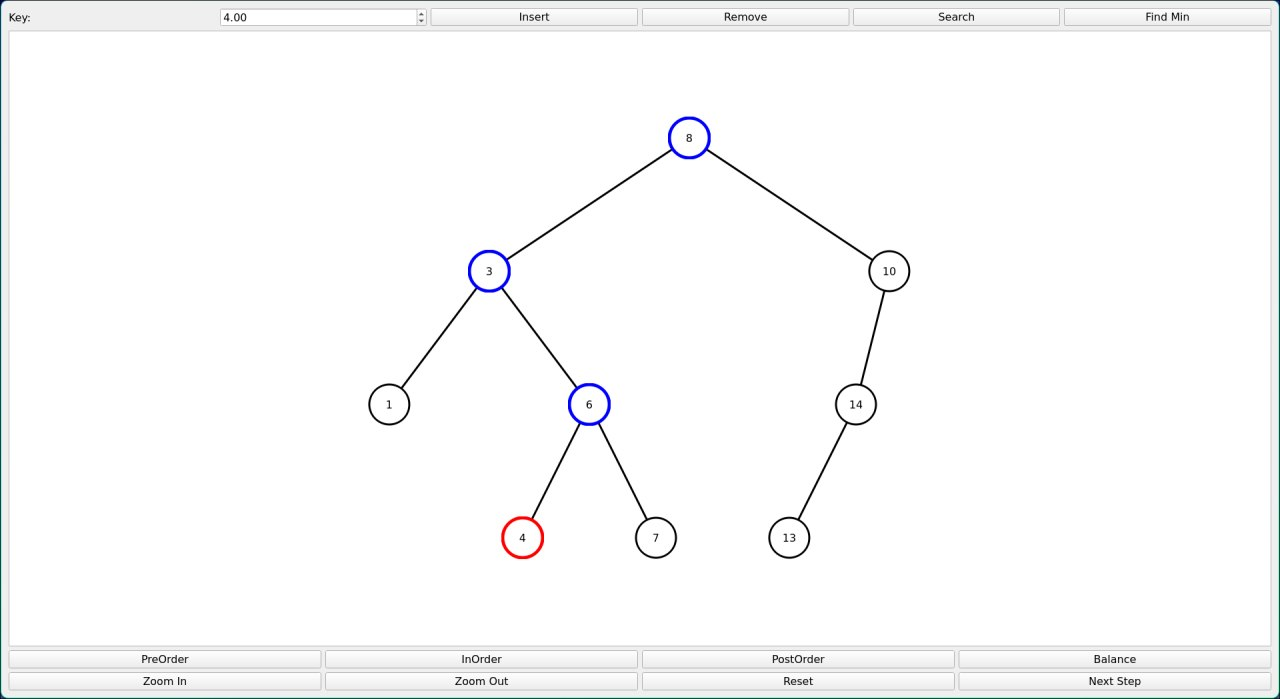 Key: 4.00 Insert Remove Search Find Min
8
3 10
1 6 14
4 7 13
PreOrder InOrder PostOrder Balance
Zoom In Zoom Out Reset Next Step